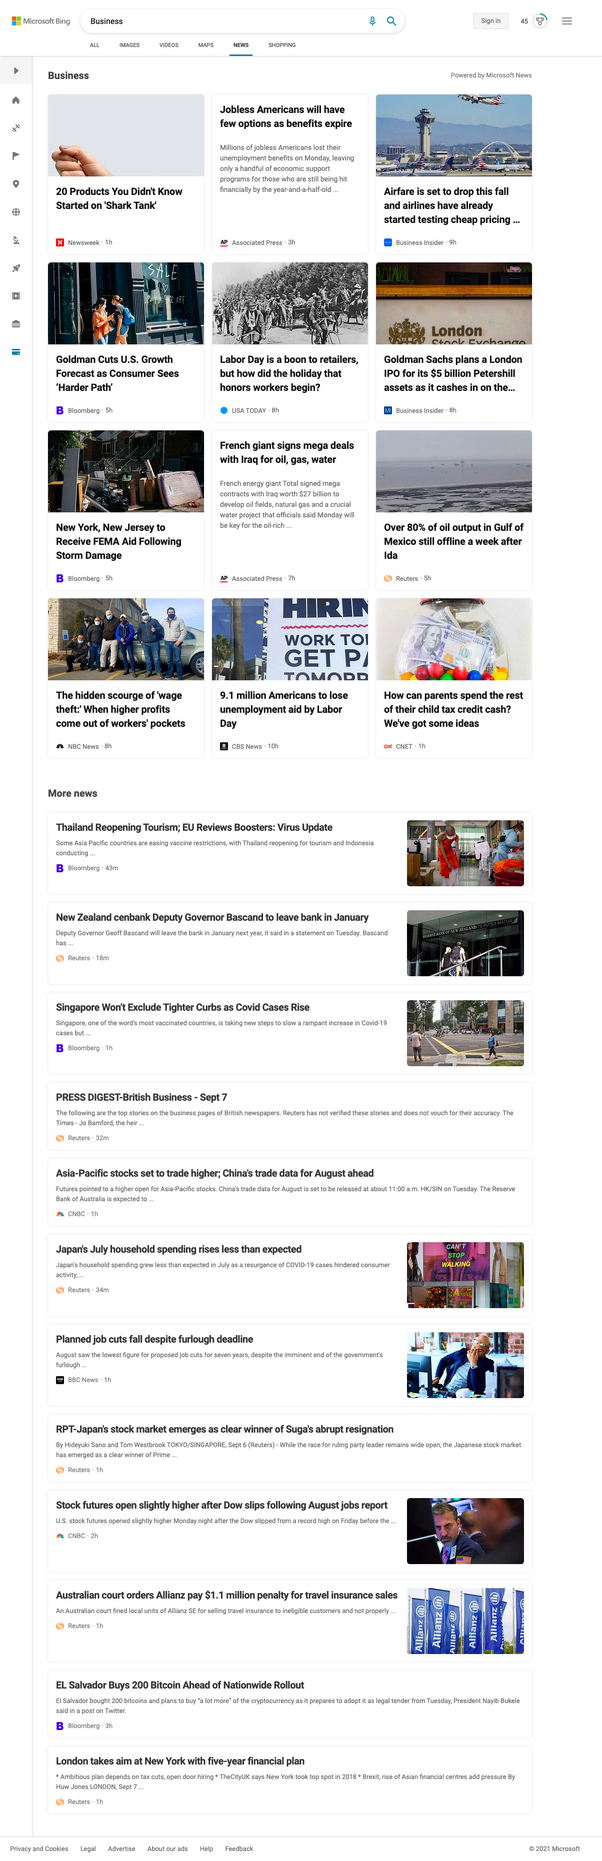 Microsoft Bing
Business
Sign in
45
ALL
IMAGES
VIDEOS
MAPS
NEWS
SHOPPING
Business
Powered by Microsoft News
20 Products You Didn't Know
Started on 'Shark Tank'
Newsweek · 1h
Jobless Americans will have
few options as benefits expire
Millions of jobless Americans lost their
unemployment benefits on Monday, leaving
only a handful of economic support
programs for those who are still being hit
financially by the year-and-a-half-old ...
AP
Associated Press · 3h
Airfare is set to drop this fall
and airlines have already
started testing cheap pricing ...
Business Insider · 9h
SALE
Goldman Cuts U.S. Growth
Forecast as Consumer Sees
‘Harder Path’
Bloomberg · 5h
Labor Day is a boon to retailers,
but how did the holiday that
honors workers begin?
USA TODAY · 8h
London
Stock Exchange
Goldman Sachs plans a London
IPO for its $5 billion Petershill
assets as it cashes in on the...
Business Insider · 8h
New York, New Jersey to
Receive FEMA Aid Following
Storm Damage
Bloomberg · 5h
French giant signs mega deals
with Iraq for oil, gas, water
French energy giant Total signed mega
contracts with Iraq worth $27 billion to
develop oil fields, natural gas and a crucial
water project that officials said Monday will
be key for the oil-rich ...
AP
Associated Press · 7h
Over 80% of oil output in Gulf of
Mexico still offline a week after
Ida
Reuters · 5h
The hidden scourge of 'wage
theft:' When higher profits
come out of workers' pockets
NBC News · 8h
HIRIN
WORK TO
GET PA
TOMORR
9.1 million Americans to lose
unemployment aid by Labor
Day
CBS News · 10h
How can parents spend the rest
of their child tax credit cash?
We've got some ideas
CNET · 1h
More news
Thailand Reopening Tourism; EU Reviews Boosters: Virus Update
Some Asia Pacific countries are easing vaccine restrictions, with Thailand reopening for tourism and Indonesia
conducting ...
Bloomberg · 43m
New Zealand cenbank Deputy Governor Bascand to leave bank in January
Deputy Governor Geoff Bascand will leave the bank in January next year, it said in a statement on Tuesday. Bascand
has ...
Reuters · 18m
Singapore Won’t Exclude Tighter Curbs as Covid Cases Rise
Singapore, one of the world's most vaccinated countries, is taking new steps to slow a rampant increase in Covid-19
cases but ...
Bloomberg · 1h
PRESS DIGEST-British Business - Sept 7
The following are the top stories on the business pages of British newspapers. Reuters has not verified these stories and does not vouch for their accuracy. The
Times - Jo Bamford, the heir ...
Reuters · 32m
Asia-Pacific stocks set to trade higher; China's trade data for August ahead
Futures pointed to a higher open for Asia-Pacific stocks. China's trade data for August is set to be released at about 11:00 a.m. HK/SIN on Tuesday. The Reserve
Bank of Australia is expected to ...
CNBC · 1h
Japan's July household spending rises less than expected
Japan's household spending grew less than expected in July as a resurgence of COVID-19 cases hindered consumer
activity, ...
Reuters · 34m
CAN'T
STOP
WALKING
Planned job cuts fall despite furlough deadline
August saw the lowest figure for proposed job cuts for seven years, despite the imminent end of the government's
furlough ...
BBC News · 1h
RPT-Japan's stock market emerges as clear winner of Suga's abrupt resignation
By Hideyuki Sano and Tom Westbrook TOKYO/SINGAPORE, Sept 6 (Reuters) - While the race for ruling party leader remains wide open, the Japanese stock market
has emerged as a clear winner of Prime ...
Reuters · 1h
Stock futures open slightly higher after Dow slips following August jobs report
U.S. stock futures opened slightly higher Monday night after the Dow slipped from a record high on Friday before the ...
CNBC · 2h
Australian court orders Allianz pay $1.1 million penalty for travel insurance sales
An Australian court fined local units of Allianz SE for selling travel insurance to ineligible customers and not properly ...
Reuters · 1h
Allianz
Allianz
Allianz
EL Salvador Buys 200 Bitcoin Ahead of Nationwide Rollout
El Salvador bought 200 bitcoins and plans to buy "a lot more" of the cryptocurrency as it prepares to adopt it as legal tender from Tuesday, President Nayib Bukele
said in a post on Twitter.
Bloomberg · 3h
London takes aim at New York with five-year financial plan
* Ambitious plan depends on tax cuts, open door hiring * TheCityUK says New York took top spot in 2018 * Brexit, rise of Asian financial centres add pressure By
Huw Jones LONDON, Sept 7 ...
Reuters · 1h
Privacy and Cookies
Legal
Advertise
About our ads
Help
Feedback
© 2021 Microsoft